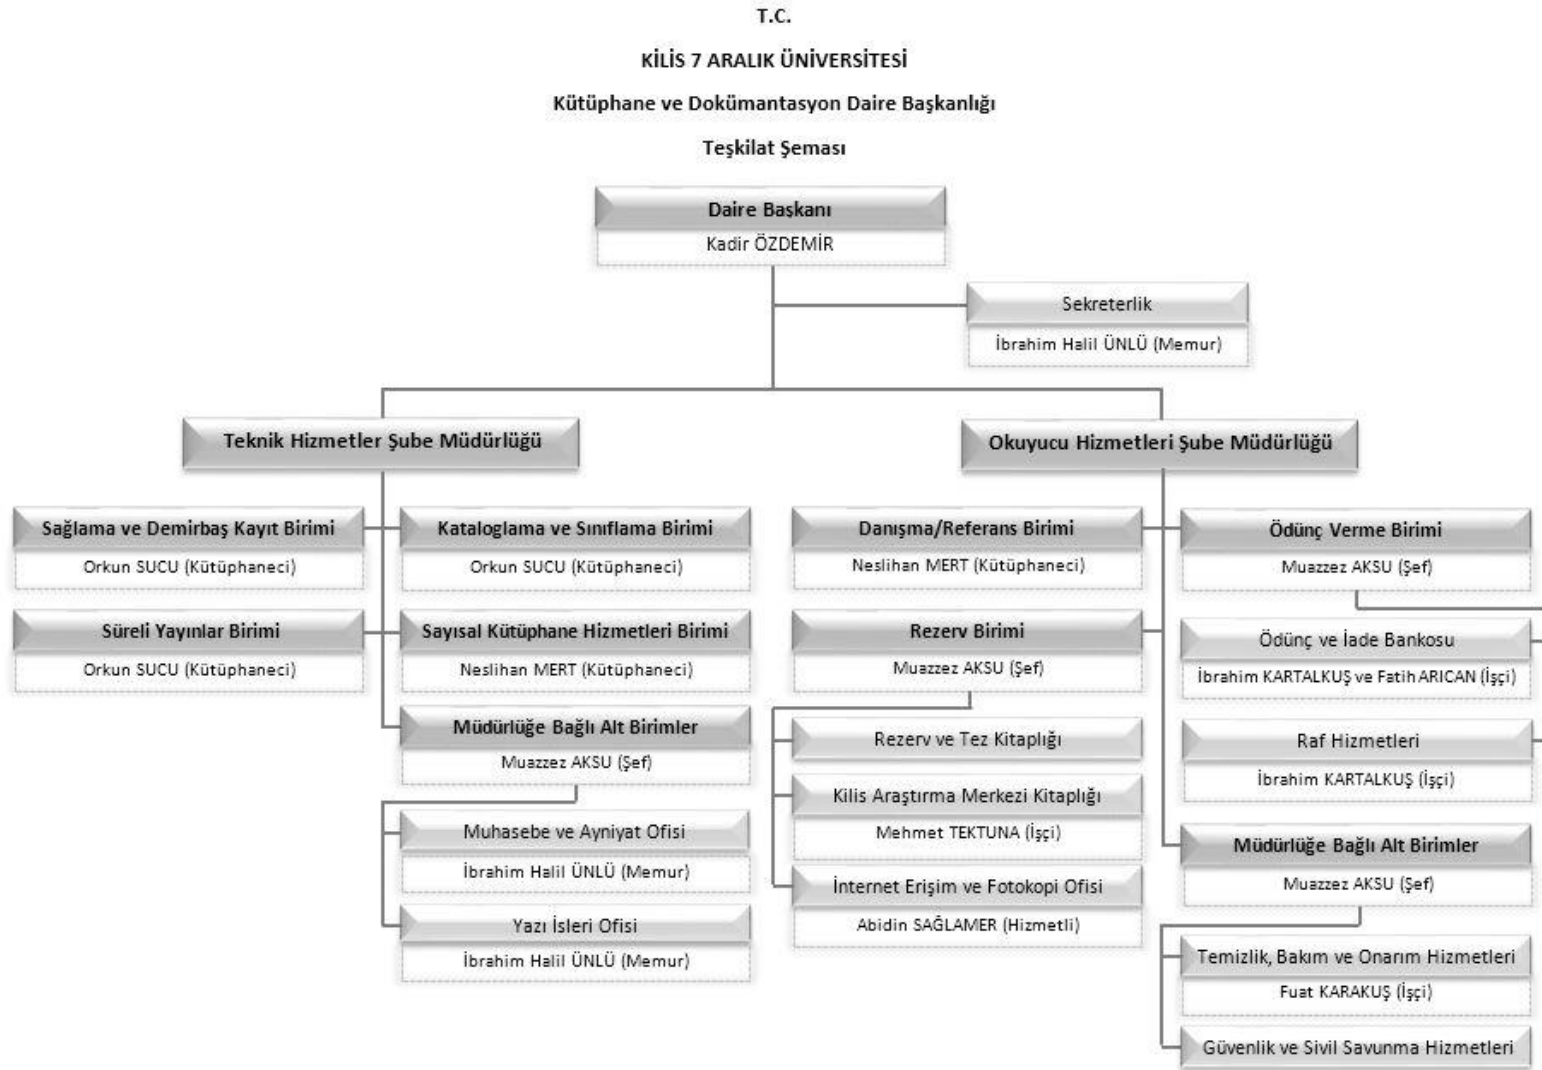 T.C.
KİLİS 7 ARALIK ÜNİVERSİTESİ
Kütüphane ve Dokümantasyon Daire Başkanlığı
Teşkilat Şeması
Daire Başkanı
Kadir ÖZDEMİR
Sekreterlik
İbrahim Halil ÜNLÜ (Memur)
Teknik Hizmetler Şube Müdürlüğü
Sağlama ve Demirbaş Kayıt Birimi
Orkun SUCU (Kütüphaneci)
Kataloglama ve Sınıflama Birimi
Orkun SUCU (Kütüphaneci)
Süreli Yayınlar Birimi
Orkun SUCU (Kütüphaneci)
Sayısal Kütüphane Hizmetleri Birimi
Neslihan MERT (Kütüphaneci)
Müdürlüğe Bağlı Alt Birimler
Muazzez AKSU (Şef)
Muhasebe ve Ayniyat Ofisi
İbrahim Halil ÜNLÜ (Memur)
Yazı İsleri Ofisi
İbrahim Halil ÜNLÜ (Memur)
Okuyucu Hizmetleri Şube Müdürlüğü
Danışma/Referans Birimi
Neslihan MERT (Kütüphaneci)
Ödünç Verme Birimi
Muazzez AKSU (Şef)
Rezerv Birimi
Muazzez AKSU (Şef)
Ödünç ve İade Bankosu
İbrahim KARTALKUŞ ve Fatih ARICAN (İşçi)
Rezerv ve Tez Kitaplığı
Raf Hizmetleri
İbrahim KARTALKUŞ (İşçi)
Kilis Araştırma Merkezi Kitaplığı
Mehmet TEKTUNA (İşçi)
İnternet Erişim ve Fotokopi Ofisi
Abidin SAĞLAMER (Hizmetli)
Müdürlüğe Bağlı Alt Birimler
Muazzez AKSU (Şef)
Temizlik, Bakım ve Onarım Hizmetleri
Fuat KARAKUŞ (İşçi)
Güvenlik ve Sivil Savunma Hizmetleri